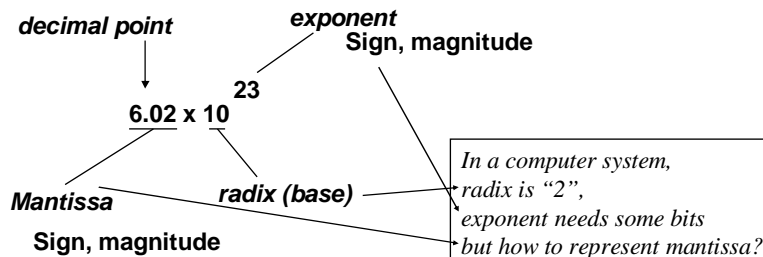 decimal point
exponent
Sign, magnitude
23
6.02 x 10
Mantissa
Sign, magnitude
radix (base)
In a computer system,
radix is “2”,
exponent needs some bits
but how to represent mantissa?